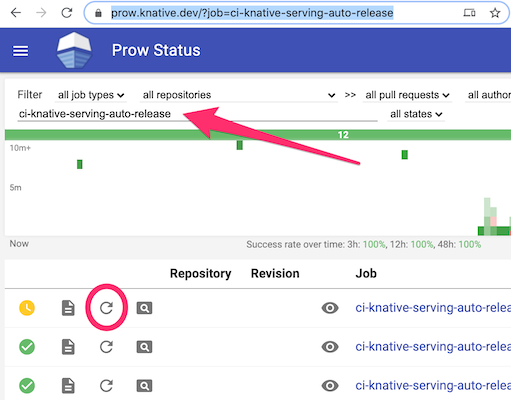 prow.knative.dev/?job=ci-knative-serving-auto-release
Prow Status
Filter all job types all repositories >> all pull requests all author
ci-knative-serving-auto-release all states
12
10m+
5m
Now Success rate over time: 3h: 100%, 12h: 100%, 48h: 100%
Repository Revision Job
ci-knative-serving-auto-relea
ci-knative-serving-auto-relea
ci-knative-serving-auto-relea